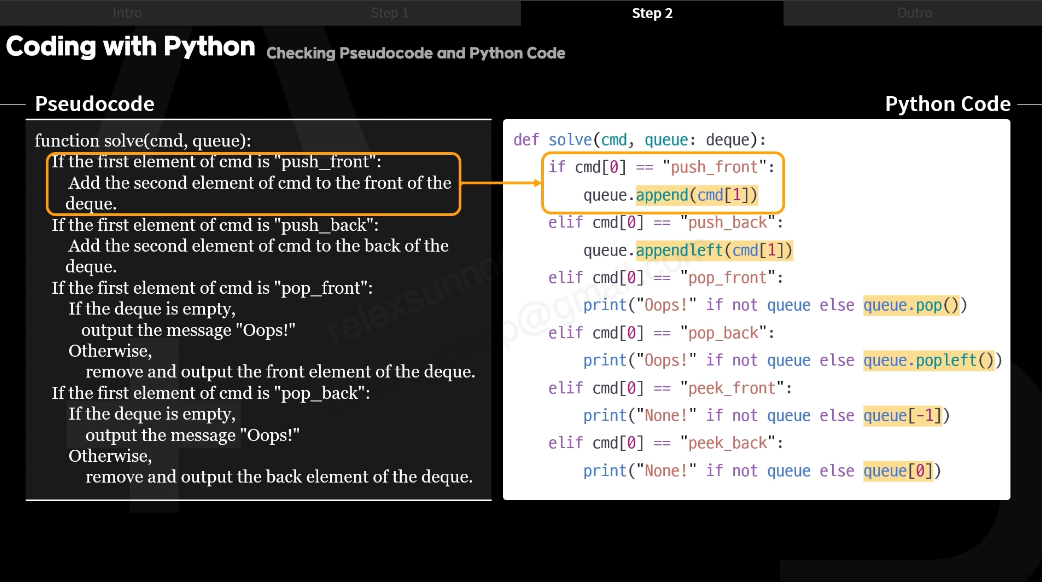 Intro
Step 1
Step 2
Outro
Coding with Python
Checking Pseudocode and Python Code
Pseudocode
function solve(cmd, queue):
If the first element of cmd is "push_front":
Add the second element of cmd to the front of the
deque.
If the first element of cmd is "push_back":
Add the second element of cmd to the back of the
deque.
If the first element of cmd is "pop_front":
If the deque is empty,
output the message "Oops!"
Otherwise,
remove and output the front element of the deque.
If the first element of cmd is "pop_back":
If the deque is empty,
output the message "Oops!"
Otherwise,
remove and output the back element of the deque.
Python Code
def solve(cmd, queue: deque):
if cmd[0] == "push_front":
queue.append(cmd[1])
elif cmd[0] == "push_back":
queue.appendleft(cmd[1])
elif cmd[0] == "pop_front":
print("Oops!" if not queue else queue.pop())
elif cmd[0] == "pop_back":
print("Oops!" if not queue else queue.popleft())
elif cmd[0] == "peek_front":
print("None!" if not queue else queue[-1])
elif cmd[0] == "peek_back":
print("None!" if not queue else queue[0])